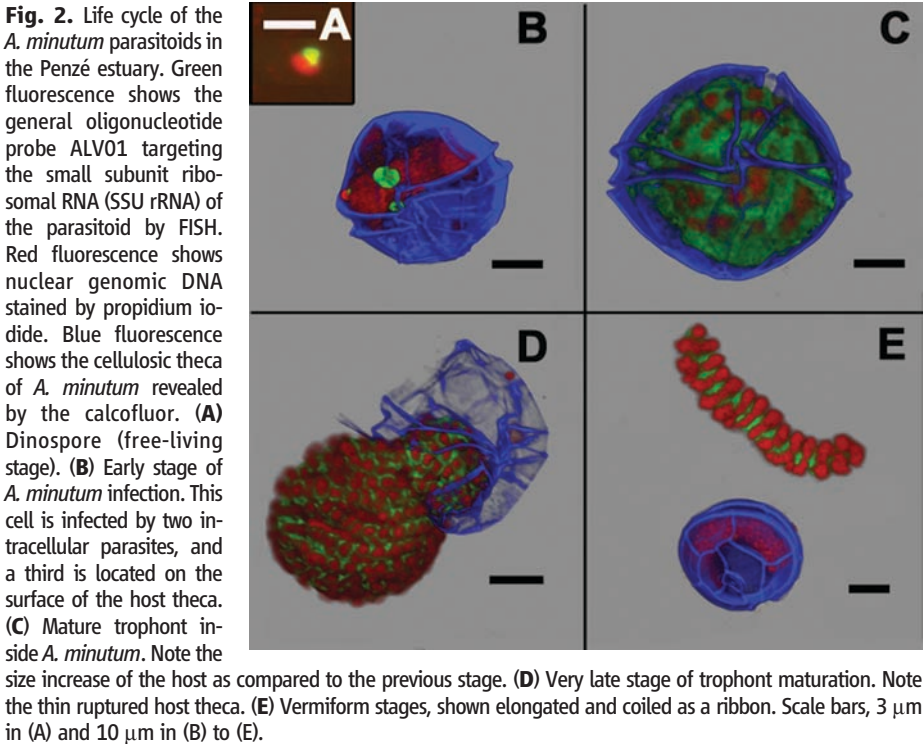 Fig. 2. Life cycle of the
A. minutum parasitoids in
the Penzé estuary. Green
fluorescence shows the
general oligonucleotide
probe ALV01 targeting
the small subunit ribo-
somal RNA (SSU rRNA) of
the parasitoid by FISH.
Red fluorescence shows
nuclear genomic DNA
stained by propidium io-
dide. Blue fluorescence
shows the cellulosic theca
of A. minutum revealed
by the calcofluor. (A)
Dinospore (free-living
stage). (B) Early stage of
A. minutum infection. This
cell is infected by two in-
tracellular parasites, and
a third is located on the
surface of the host theca.
(C) Mature trophont in-
side A. minutum. Note the
size increase of the host as compared to the previous stage. (D) Very late stage of trophont maturation. Note
the thin ruptured host theca. (E) Vermiform stages, shown elongated and coiled as a ribbon. Scale bars, 3 μm
in (A) and 10 μm in (B) to (E).
A
B
C
D
E